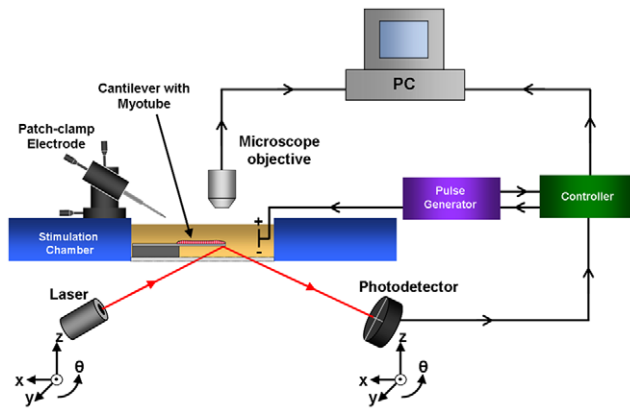 PC
Cantilever with
Myotube
Patch-clamp
Electrode
Microscope
objective
Pulse
Generator
Controller
+
-
Stimulation
Chamber
Laser
Photodetector
z
θ
x
y
z
θ
x
y